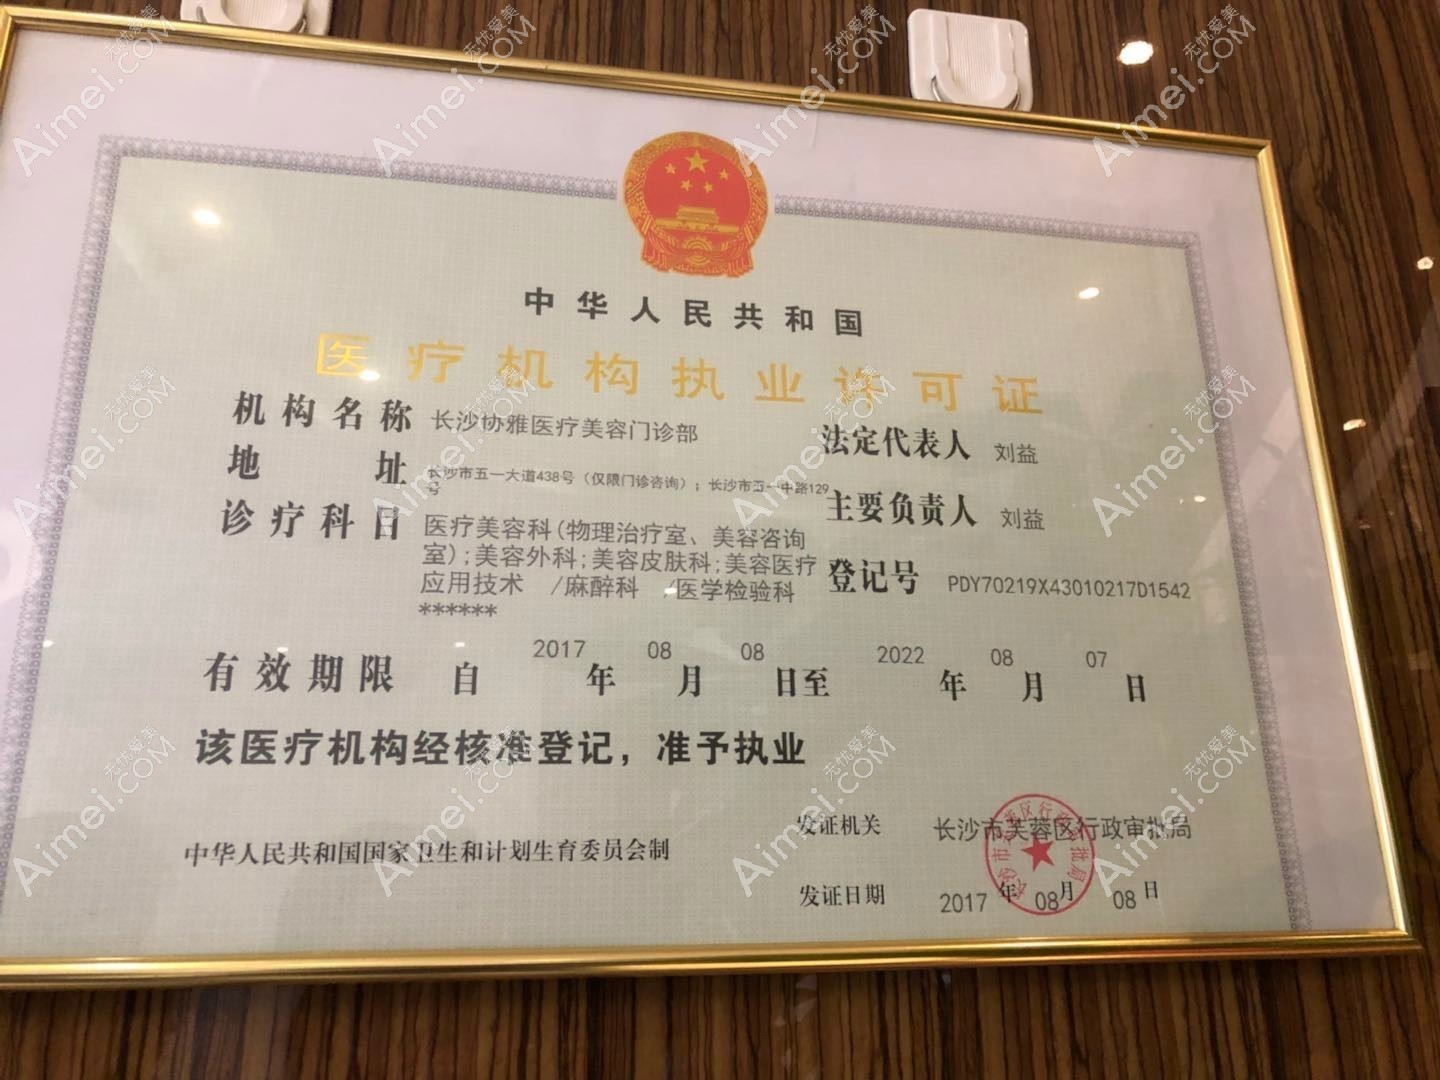 中华人民共和国
医疗机构执业许可证
机构名称 长沙协雅医疗美容门诊部
法定代表人 刘益
地址 长沙市五一大道438号（仅限门诊咨询）；长沙市五一中路129
号
主要负责人 刘益
诊疗科目 医疗美容科(物理治疗室、美容咨询
室);美容外科;美容皮肤科;美容医疗
应用技术 /麻醉科 /医学检验科
******
登记号 PDY70219X43010217D1542
有效期限 自 2017 年 08 月 08 日至 2022 年 08 月 07 日
该医疗机构经核准登记，准予执业
中华人民共和国国家卫生和计划生育委员会制
发证机关 长沙市芙蓉区行政审批局
发证日期 2017 年 08 月 08 日
无忧爱美
Aimei.COM